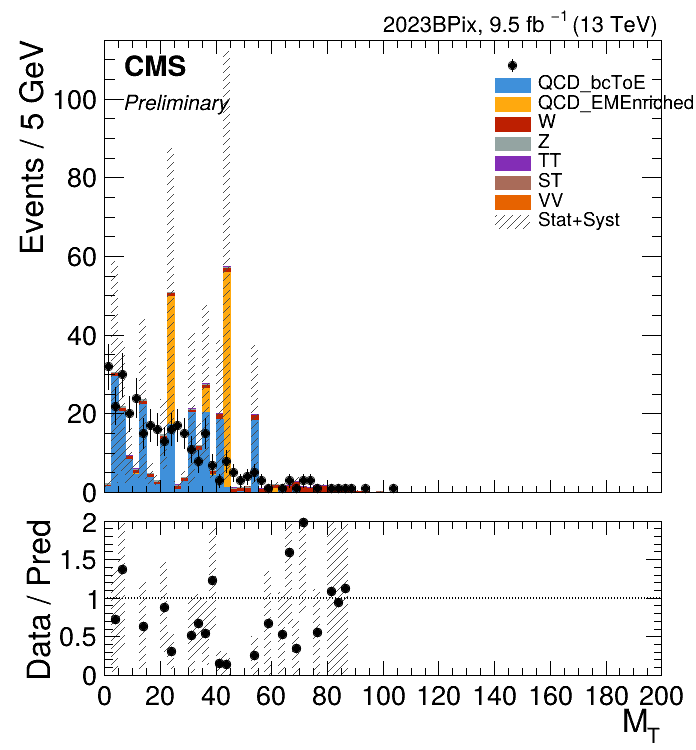 2023BPix, 9.5 fb⁻¹ (13 TeV)
CMS
Preliminary
QCD_bcToE
QCD_EMEnriched
W
Z
TT
ST
VV
Stat+Syst
Events / 5 GeV
100
80
60
40
20
0
Data / Pred
2
1.5
1
0.5
0
0 20 40 60 80 100 120 140 160 180 200
M_T